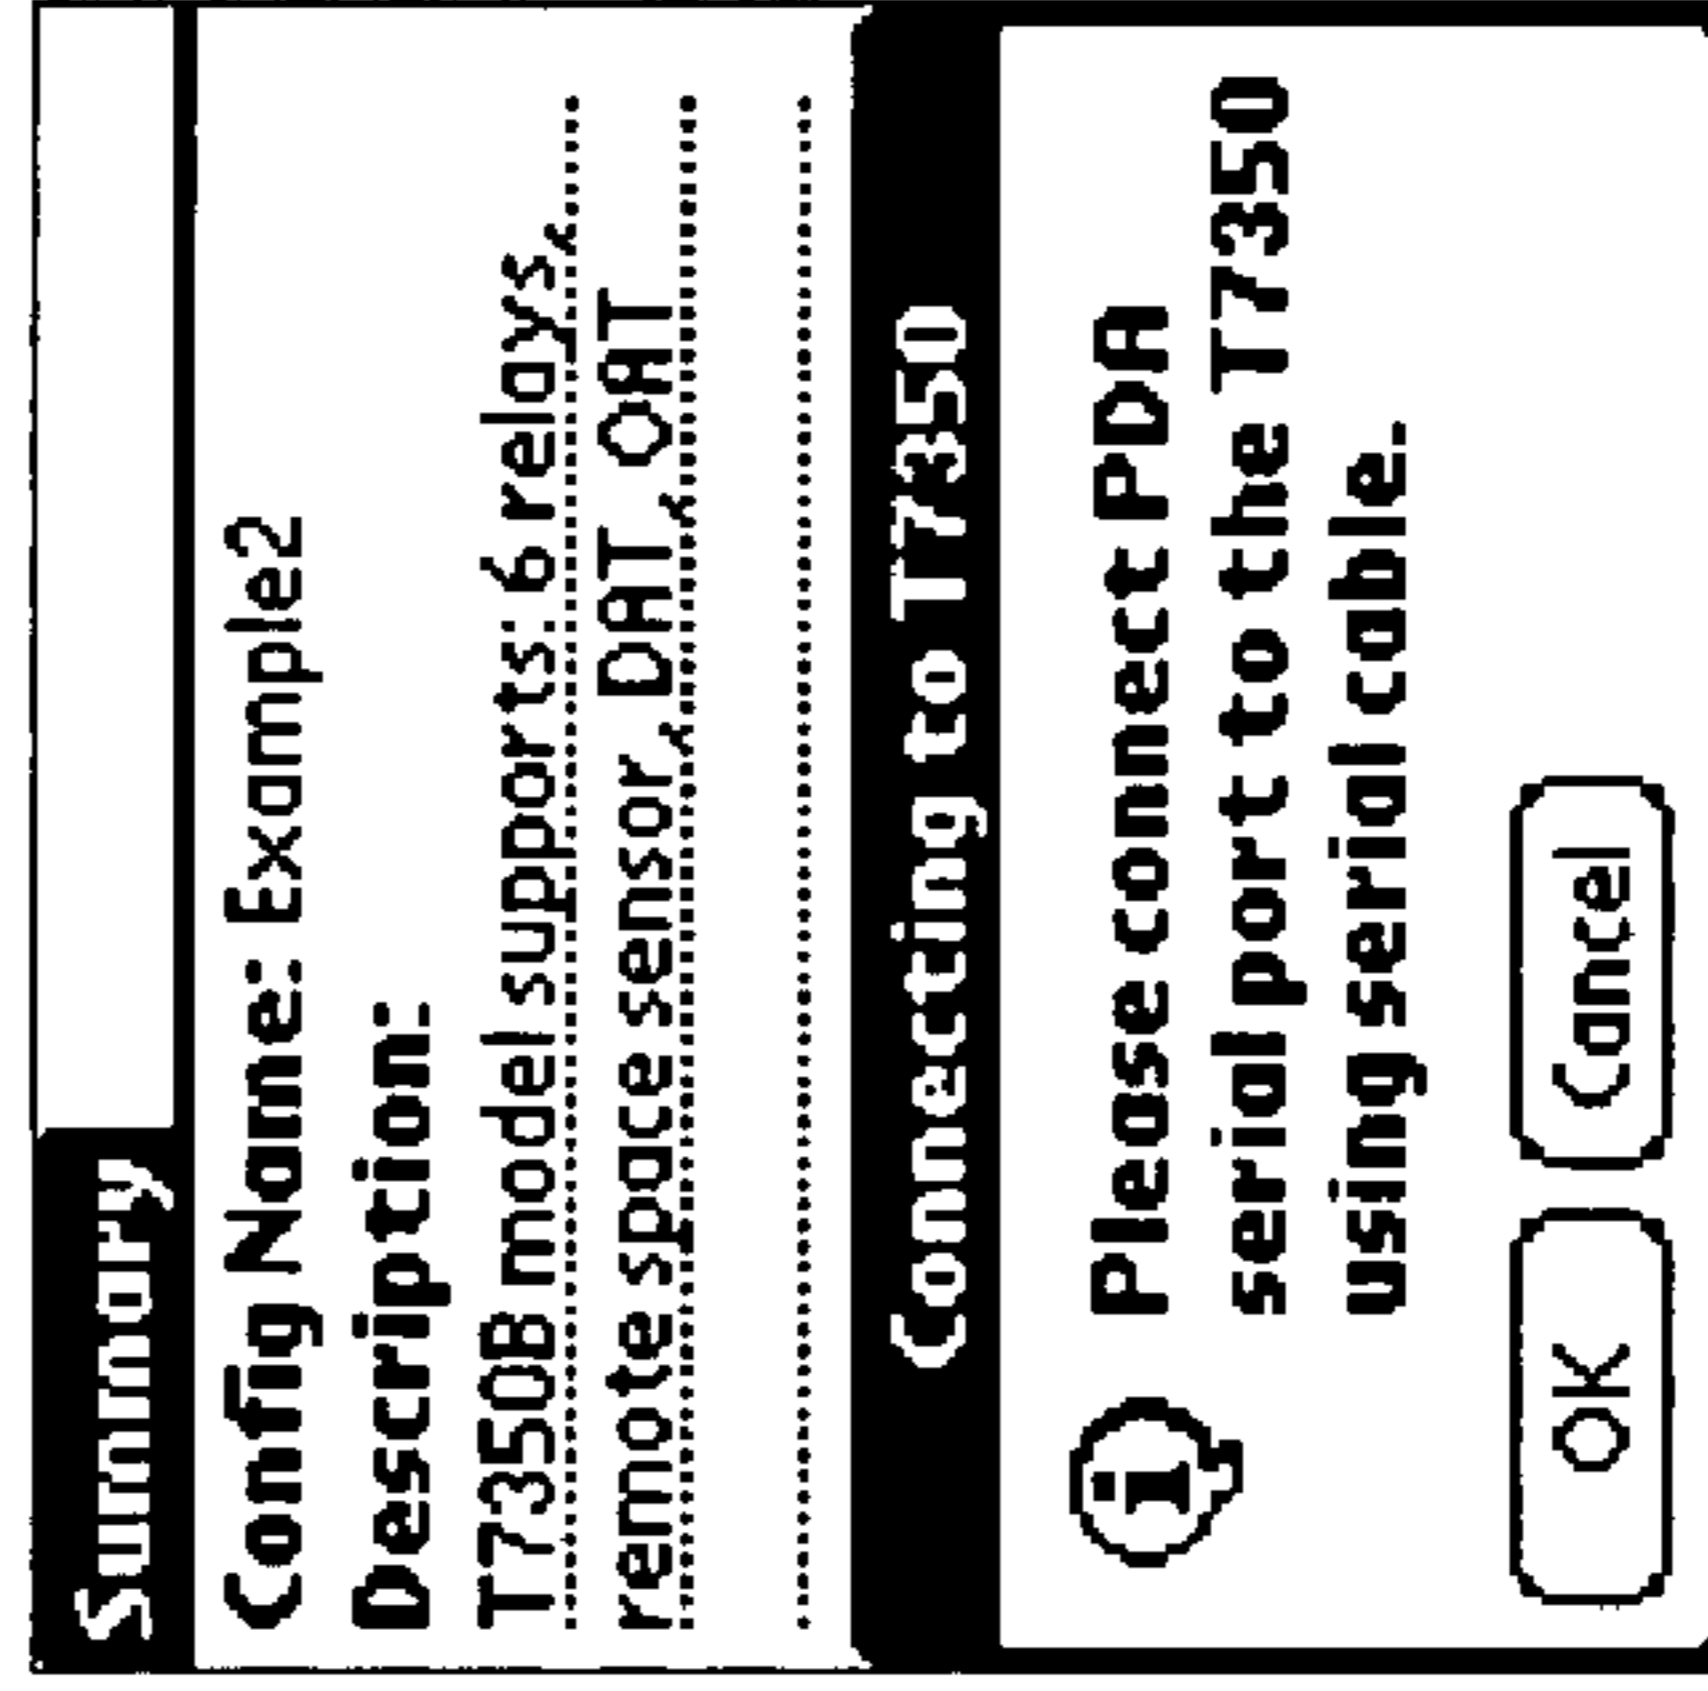 Summary
Config Name: Example2
Description:
T7350B model supports: 6 relays,
remote space sensor, DAT, OAT
Connecting to T7350
Please connect PDA
serial port to the T7350
using serial cable.
OK Cancel